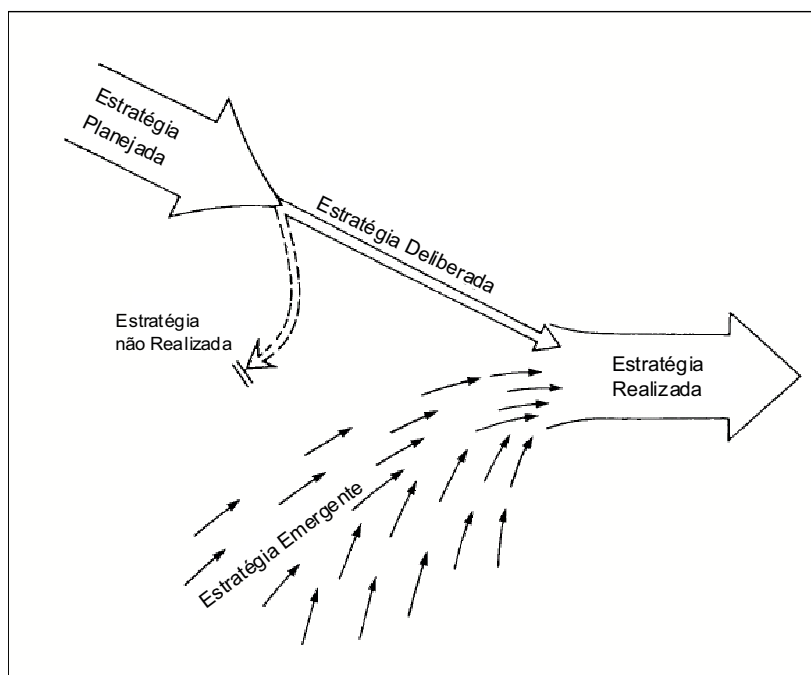 Estratégia
Planejada
Estratégia Deliberada
Estratégia
não Realizada
Estratégia
Realizada
Estratégia Emergente